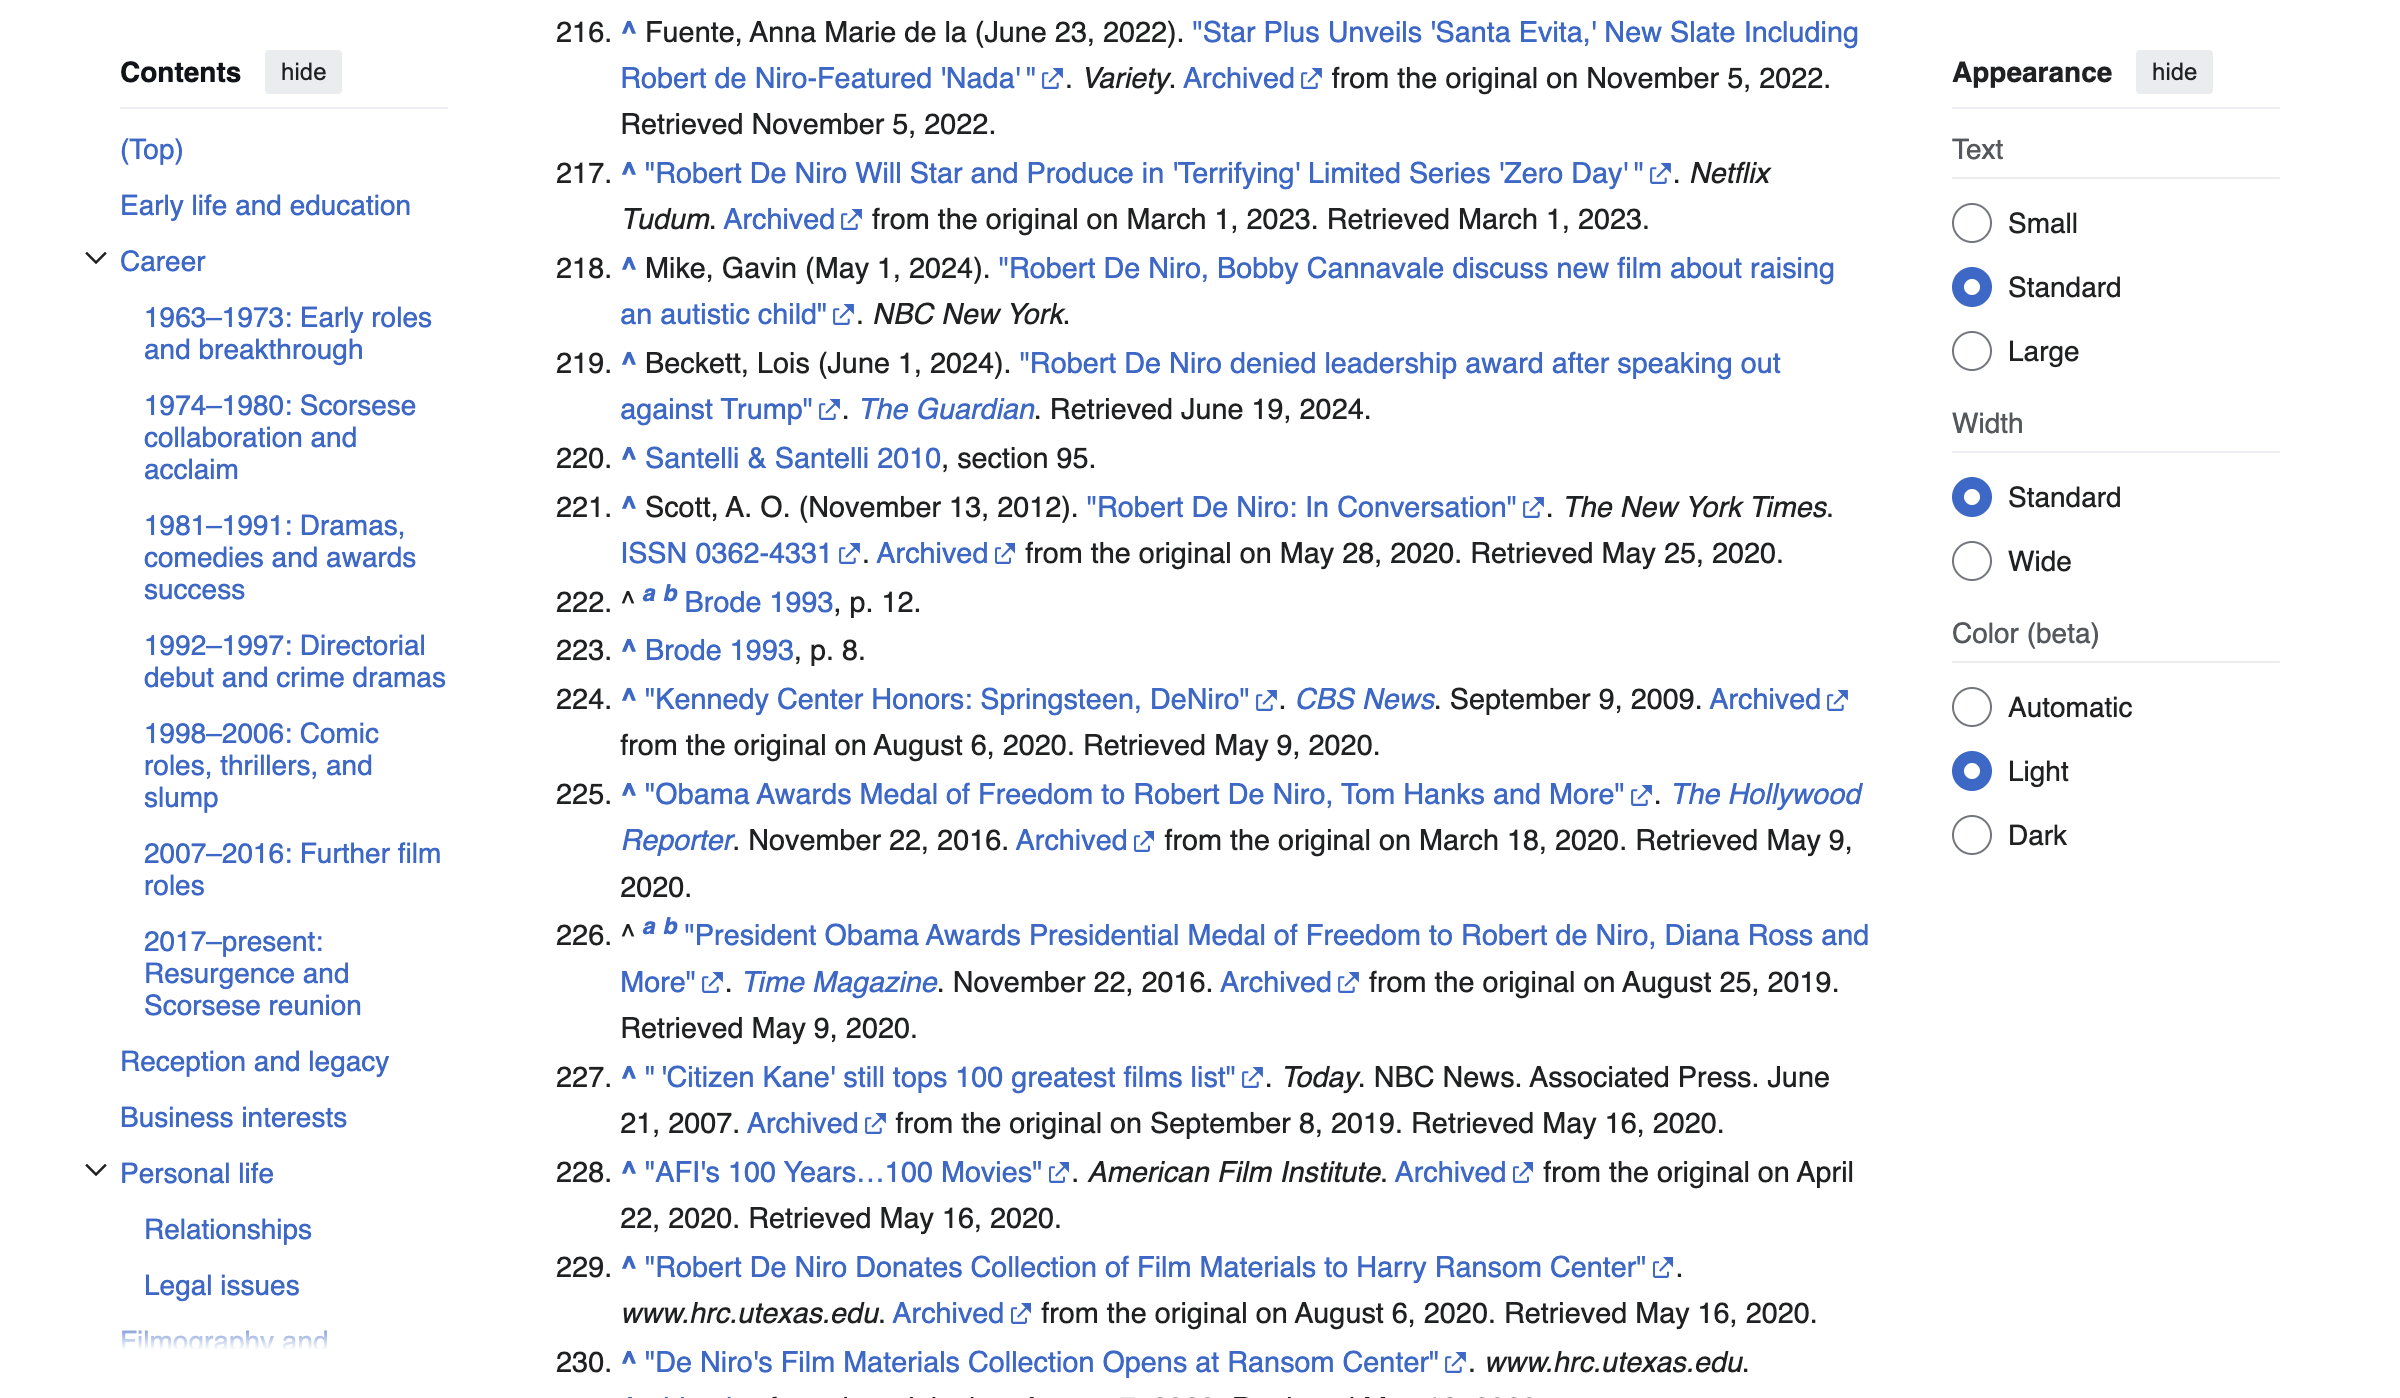 Contents hide
(Top)
Early life and education
Career
1963–1973: Early roles
and breakthrough
1974–1980: Scorsese
collaboration and
acclaim
1981–1991: Dramas,
comedies and awards
success
1992–1997: Directorial
debut and crime dramas
1998–2006: Comic
roles, thrillers, and
slump
2007–2016: Further film
roles
2017–present:
Resurgence and
Scorsese reunion
Reception and legacy
Business interests
Personal life
Relationships
Legal issues
Filmography and
216. ^ Fuente, Anna Marie de la (June 23, 2022). "Star Plus Unveils 'Santa Evita,' New Slate Including
Robert de Niro-Featured 'Nada' ". Variety. Archived from the original on November 5, 2022.
Retrieved November 5, 2022.
217. ^ "Robert De Niro Will Star and Produce in 'Terrifying' Limited Series 'Zero Day' ". Netflix
Tudum. Archived from the original on March 1, 2023. Retrieved March 1, 2023.
218. ^ Mike, Gavin (May 1, 2024). "Robert De Niro, Bobby Cannavale discuss new film about raising
an autistic child". NBC New York.
219. ^ Beckett, Lois (June 1, 2024). "Robert De Niro denied leadership award after speaking out
against Trump". The Guardian. Retrieved June 19, 2024.
220. ^ Santelli & Santelli 2010, section 95.
221. ^ Scott, A. O. (November 13, 2012). "Robert De Niro: In Conversation". The New York Times.
ISSN 0362-4331. Archived from the original on May 28, 2020. Retrieved May 25, 2020.
222. ^ a b Brode 1993, p. 12.
223. ^ Brode 1993, p. 8.
224. ^ "Kennedy Center Honors: Springsteen, DeNiro". CBS News. September 9, 2009. Archived
from the original on August 6, 2020. Retrieved May 9, 2020.
225. ^ "Obama Awards Medal of Freedom to Robert De Niro, Tom Hanks and More". The Hollywood
Reporter. November 22, 2016. Archived from the original on March 18, 2020. Retrieved May 9,
2020.
226. ^ a b "President Obama Awards Presidential Medal of Freedom to Robert de Niro, Diana Ross and
More". Time Magazine. November 22, 2016. Archived from the original on August 25, 2019.
Retrieved May 9, 2020.
227. ^ " 'Citizen Kane' still tops 100 greatest films list". Today. NBC News. Associated Press. June
21, 2007. Archived from the original on September 8, 2019. Retrieved May 16, 2020.
228. ^ "AFI's 100 Years...100 Movies". American Film Institute. Archived from the original on April
22, 2020. Retrieved May 16, 2020.
229. ^ "Robert De Niro Donates Collection of Film Materials to Harry Ransom Center".
www.hrc.utexas.edu. Archived from the original on August 6, 2020. Retrieved May 16, 2020.
230. ^ "De Niro's Film Materials Collection Opens at Ransom Center". www.hrc.utexas.edu.
Appearance hide
Text
Small
Standard
Large
Width
Standard
Wide
Color (beta)
Automatic
Light
Dark